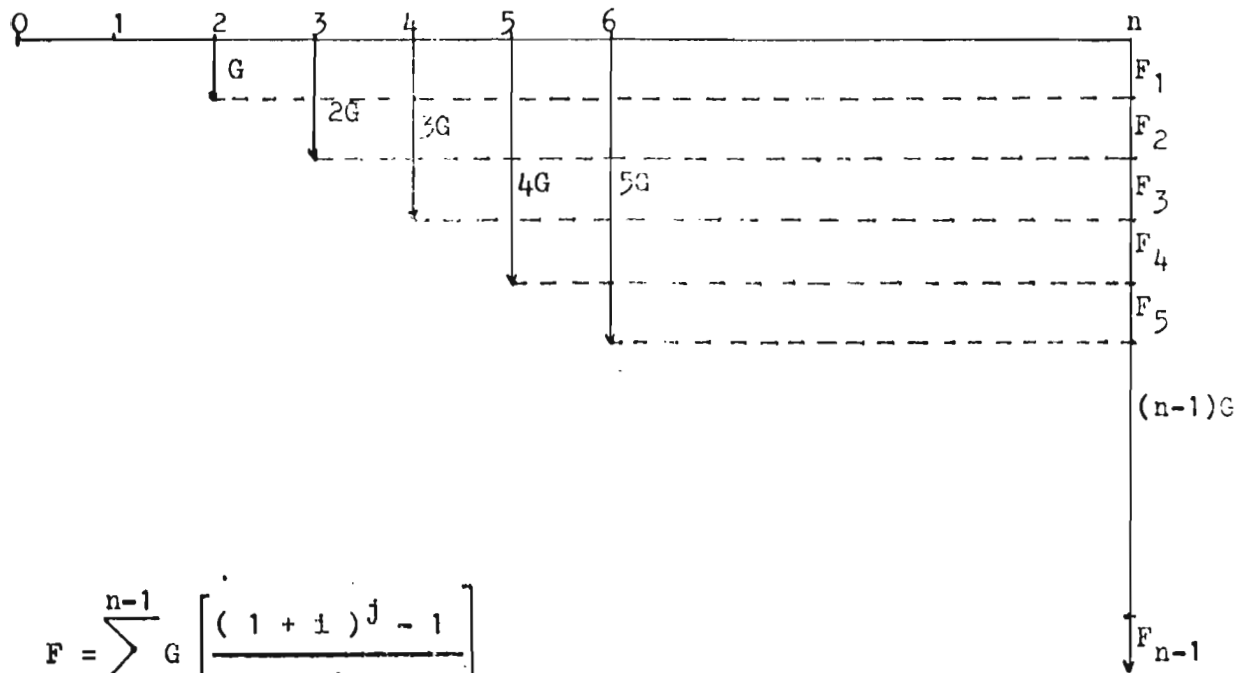 0 1 2 3 4 5 6 n
G F₁
2G 3G F₂
4G 5G F₃
F₄
F₅
(n-1)G
n-1
F = ∑ G [ ( 1 + i )^j - 1
F_{n-1}